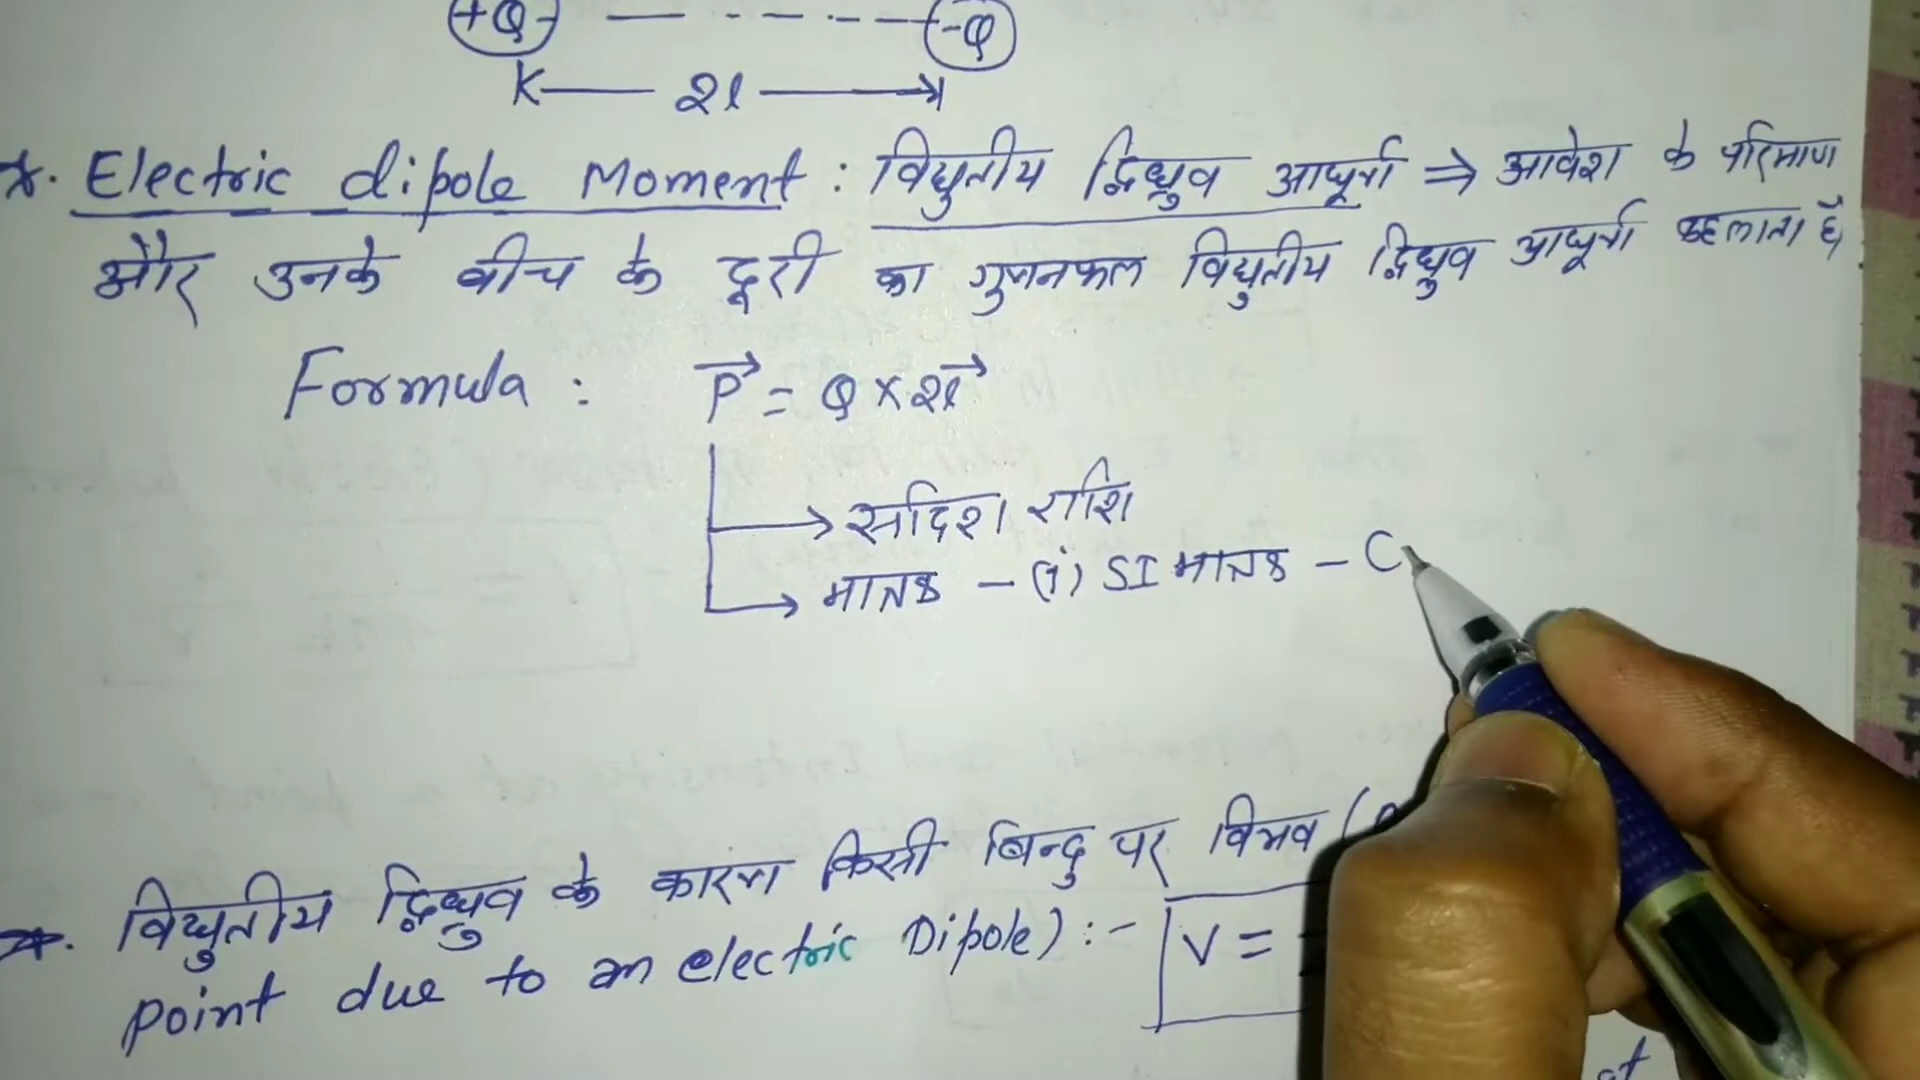 +Q - - - - -Q
2l
*. Electric dipole Moment : विद्युतीय द्विध्रुव आघूर्ण ⇒ आवेश के परिमाण
और उनके बीच के दूरी का गुणनफल विद्युतीय द्विध्रुव आघूर्ण कहलाता है
Formula : P⃗ = Q × 2l⃗
→ सदिश राशि
→ मात्रक – (i) SI मात्रक – C
*. विद्युतीय द्विध्रुव के कारण किसी बिन्दु पर विभव (
point due to an electric Dipole) :- V =
at